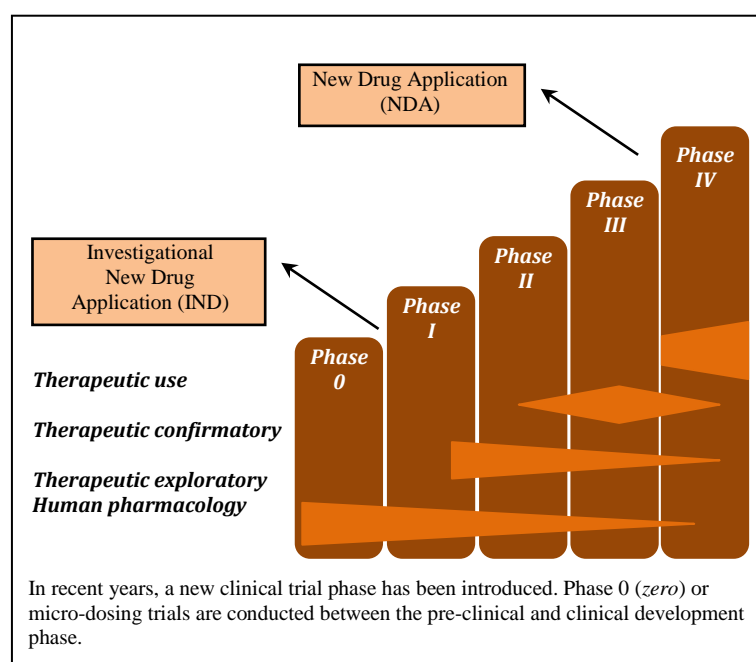 New Drug Application
(NDA)
Phase
IV
Phase
III
Investigational
New Drug
Application (IND)
Phase
II
Phase
I
Phase
0
Therapeutic use
Therapeutic confirmatory
Therapeutic exploratory
Human pharmacology
In recent years, a new clinical trial phase has been introduced. Phase 0 (zero) or
micro-dosing trials are conducted between the pre-clinical and clinical development
phase.